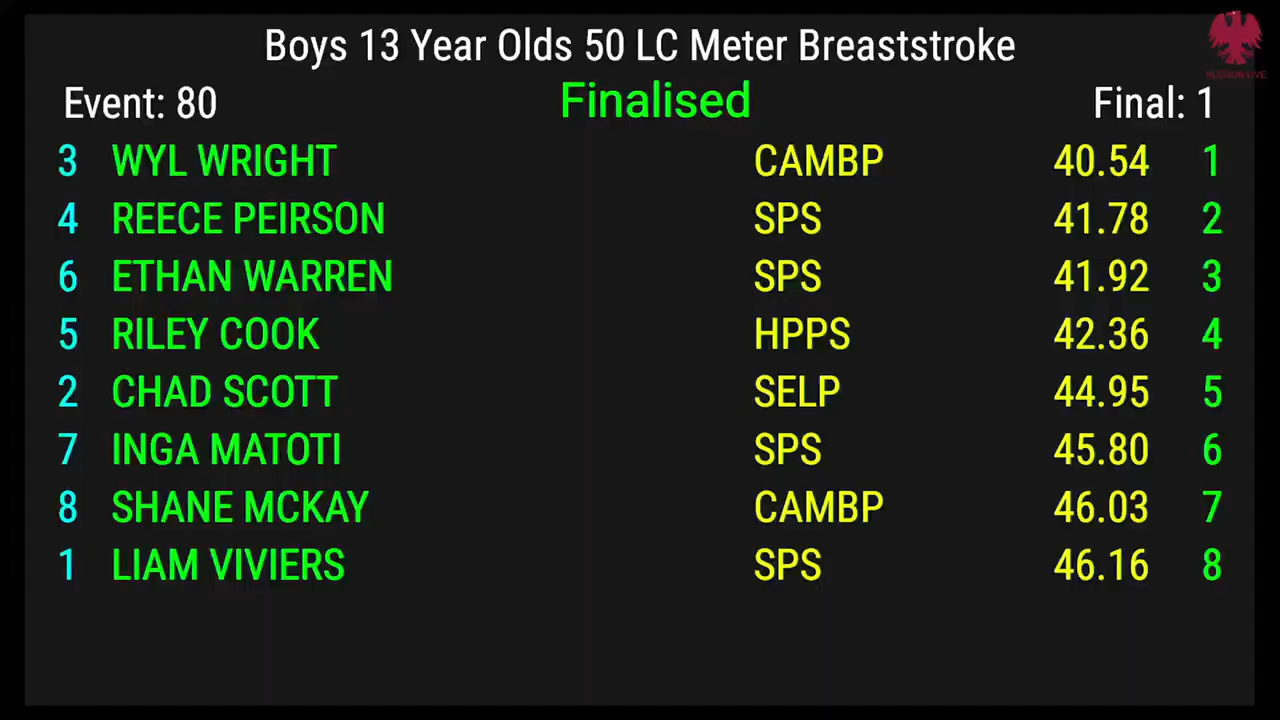 HUDSON LIVE
Boys 13 Year Olds 50 LC Meter Breaststroke
Event: 80 Finalised Final: 1
3 WYL WRIGHT CAMBP 40.54 1
4 REECE PEIRSON SPS 41.78 2
6 ETHAN WARREN SPS 41.92 3
5 RILEY COOK HPPS 42.36 4
2 CHAD SCOTT SELP 44.95 5
7 INGA MATOTI SPS 45.80 6
8 SHANE MCKAY CAMBP 46.03 7
1 LIAM VIVIERS SPS 46.16 8